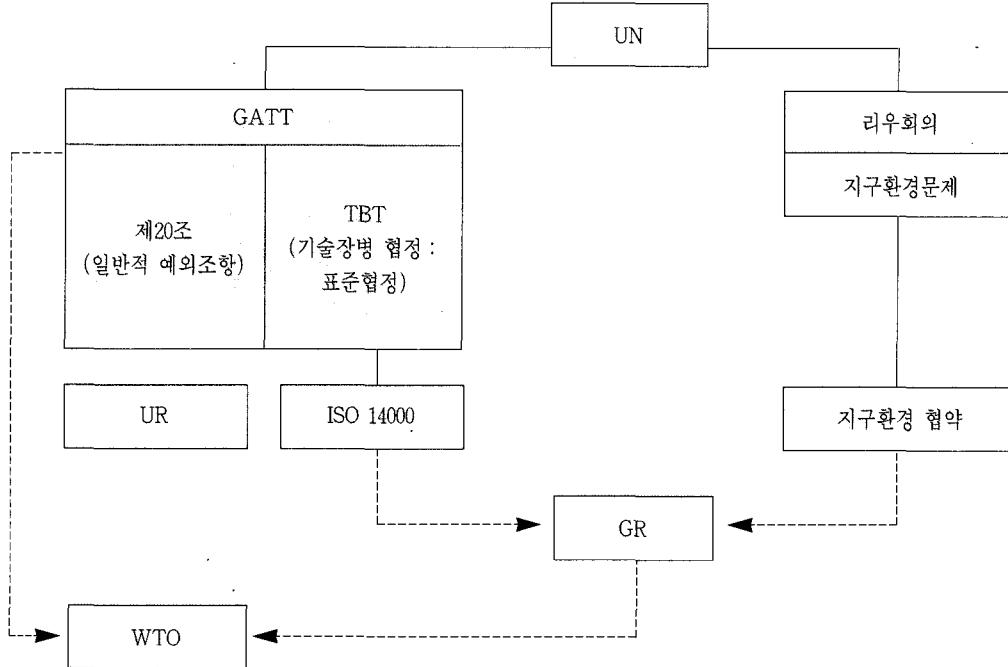 UN
GATT
제20조
(일반적 예외조항)
TBT
(기술장병 협정 :
표준협정)
리우회의
지구환경문제
UR
ISO 14000
지구환경 협약
GR
WTO